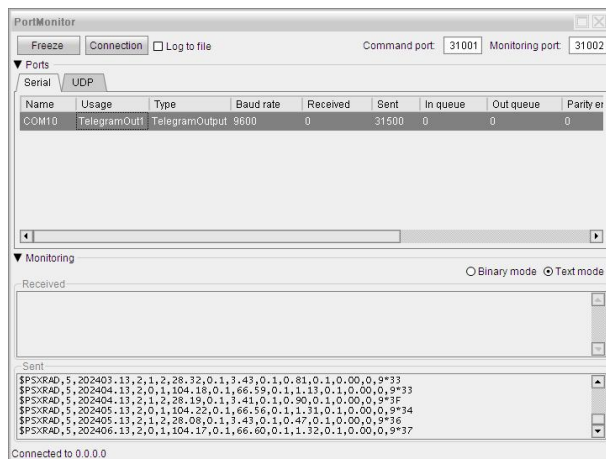 PortMonitor
Freeze Connection Log to file Command port: 31001 Monitoring port: 31002
Ports
Serial UDP
Name Usage Type Baud rate Received Sent In queue Out queue Parity er
COM10 TelegramOut1 TelegramOutput 9600 0 31500 0 0 0
Monitoring
Binary mode Text mode
Received
Sent
$PSXRAD,5,202403.13,2,1,2,28.32,0.1,3.43,0.1,0.81,0.1,0.00,0,9*33
$PSXRAD,5,202404.13,2,0,1,104.18,0.1,66.59,0.1,1.13,0.1,0.00,0,9*33
$PSXRAD,5,202404.13,2,1,2,28.19,0.1,3.41,0.1,0.90,0.1,0.00,0,9*3F
$PSXRAD,5,202405.13,2,0,1,104.22,0.1,66.56,0.1,1.31,0.1,0.00,0,9*34
$PSXRAD,5,202405.13,2,1,2,28.08,0.1,3.43,0.1,0.47,0.1,0.00,0,9*36
$PSXRAD,5,202406.13,2,0,1,104.17,0.1,66.60,0.1,1.32,0.1,0.00,0,9*37
Connected to 0.0.0.0